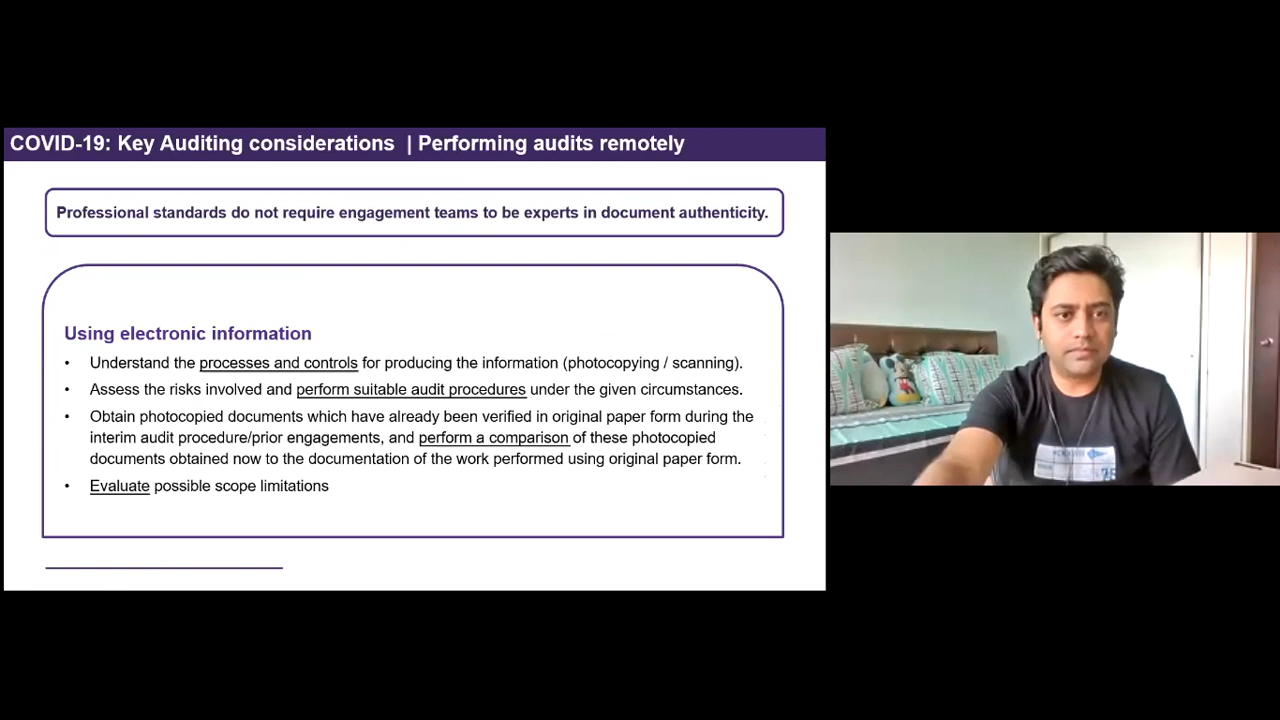 COVID-19: Key Auditing considerations | Performing audits remotely
Professional standards do not require engagement teams to be experts in document authenticity.
Using electronic information
• Understand the processes and controls for producing the information (photocopying / scanning).
• Assess the risks involved and perform suitable audit procedures under the given circumstances.
• Obtain photocopied documents which have already been verified in original paper form during the
interim audit procedure/prior engagements, and perform a comparison of these photocopied
documents obtained now to the documentation of the work performed using original paper form.
• Evaluate possible scope limitations